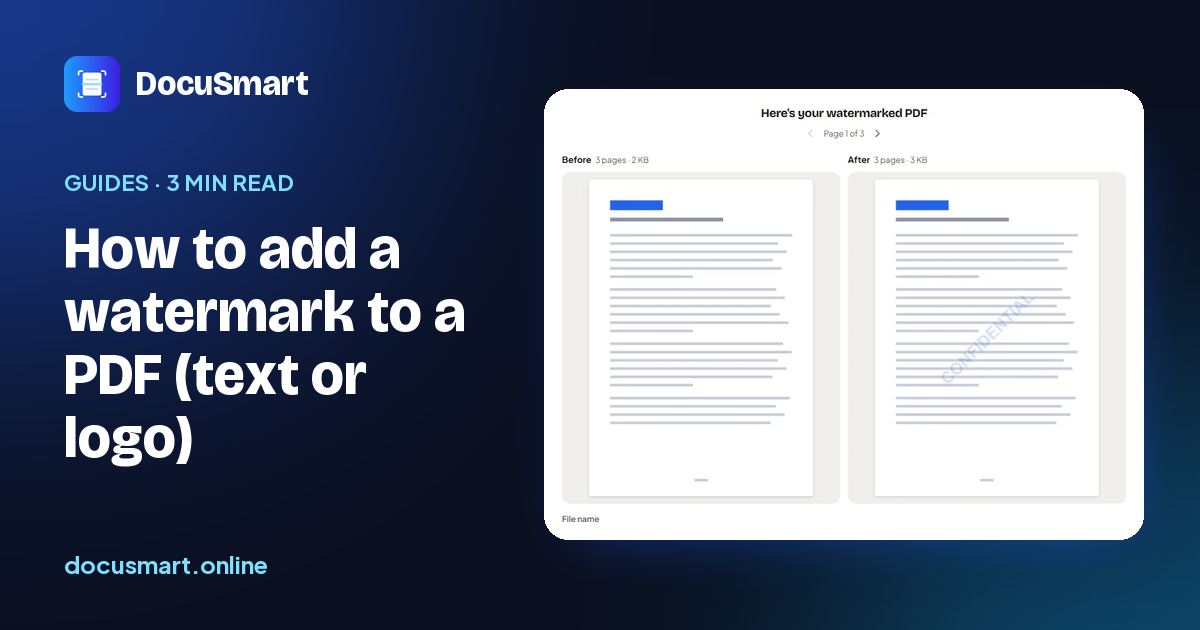 DocuSmart
GUIDES · 3 MIN READ
How to add a
watermark to a
PDF (text or
logo)
docusmart.online
Here's your watermarked PDF
Page 1 of 3
Before 3 pages · 2 KB
After 3 pages · 3 KB
CONFIDENTIAL
File name